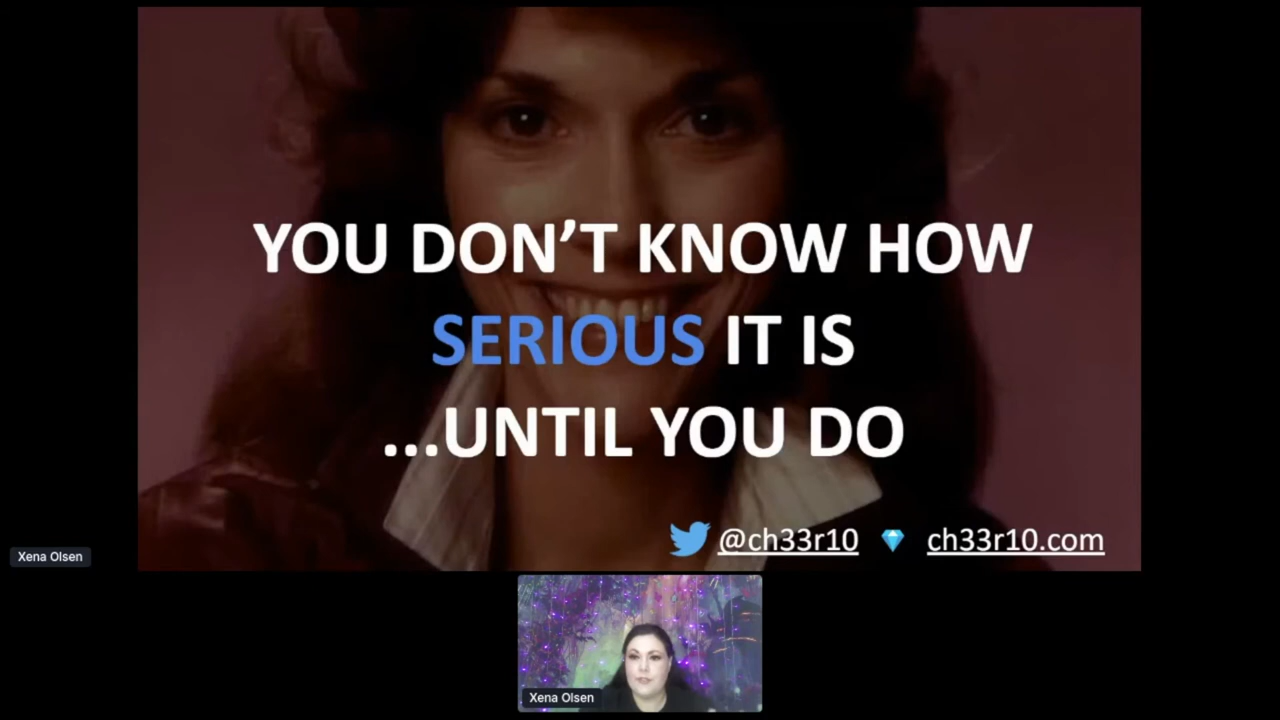 YOU DON’T KNOW HOW
SERIOUS IT IS
...UNTIL YOU DO
@ch33r10 ch33r10.com
Xena Olsen
Xena Olsen